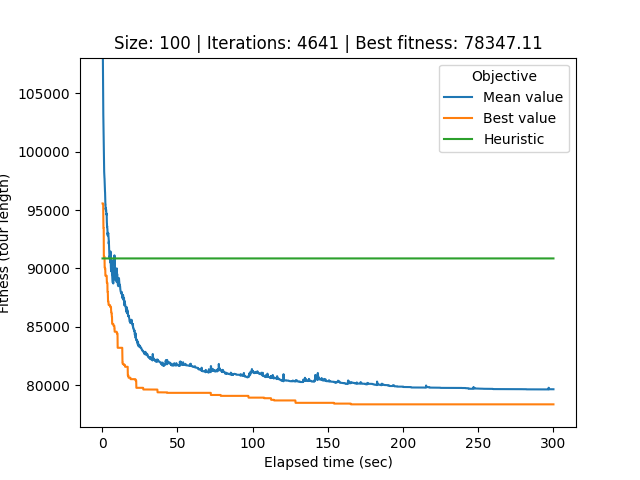 Size: 100 | Iterations: 4641 | Best fitness: 78347.11
Objective
Mean value
Best value
Heuristic
105000
100000
95000
90000
85000
80000
Fitness (tour length)
0 50 100 150 200 250 300
Elapsed time (sec)